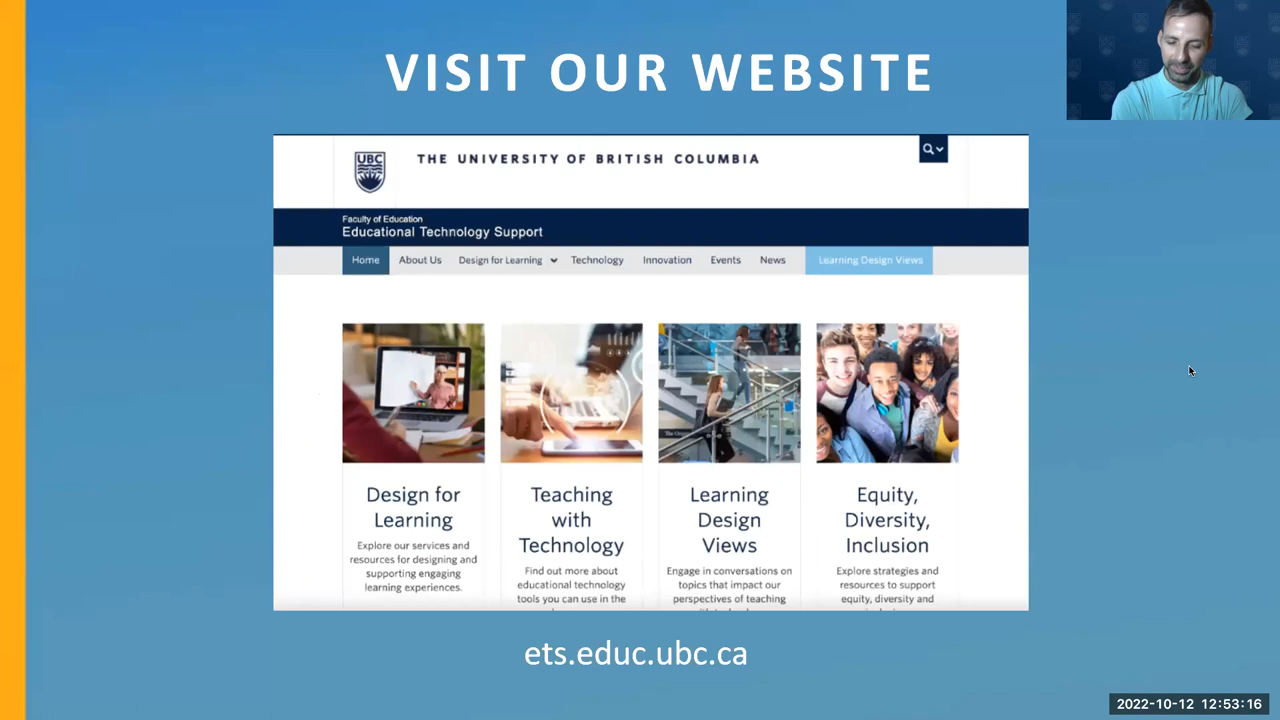 VISIT OUR WEBSITE
UBC
THE UNIVERSITY OF BRITISH COLUMBIA
Faculty of Education
Educational Technology Support
Home About Us Design for Learning Technology Innovation Events News Learning Design Views
Design for
Learning
Explore our services and
resources for designing and
supporting engaging
learning experiences.
Teaching
with
Technology
Find out more about
educational technology
tools you can use in the
Learning
Design
Views
Engage in conversations on
topics that impact our
perspectives of teaching
Equity,
Diversity,
Inclusion
Explore strategies and
resources to support
equity, diversity and
ets.educ.ubc.ca
2022-10-12 12:53:16